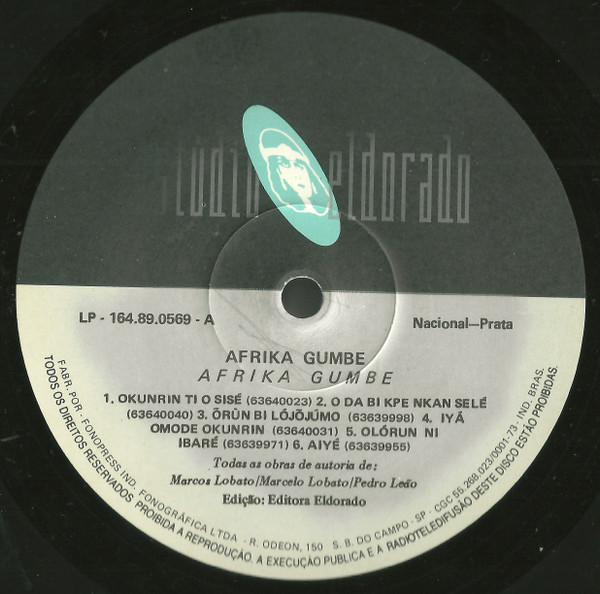 estúdio eldorado
LP - 164.89.0569 - A
Nacional—Prata
AFRIKA GUMBE
AFRIKA GUMBE
1. OKUNRIN TI O SISÉ (63640023) 2. O DA BI KPE NKAN SELÉ
(63640040) 3. ÕRÙN BI LÓJÕJÚMO (63639998) 4. IYÁ
OMODE OKUNRIN (63640031) 5. OLÓRUN NI
IBARÉ (63639971) 6. AIYÉ (63639955)
Todas as obras de autoria de:
Marcos Lobato/Marcelo Lobato/Pedro Leão
Edição: Editora Eldorado
FABR. POR - FONOPRESS IND. FONOGRÁFICA LTDA - R. ODEON, 150 S. B. DO CAMPO - SP - CGC 55.268.023/0001-73 - IND. BRAS.
TODOS OS DIREITOS RESERVADOS PROIBIDA A REPRODUÇÃO. A EXECUÇÃO PUBLICA E A RADIOTELEDIFUSÃO DESTE DISCO ESTÃO PROIBIDAS.